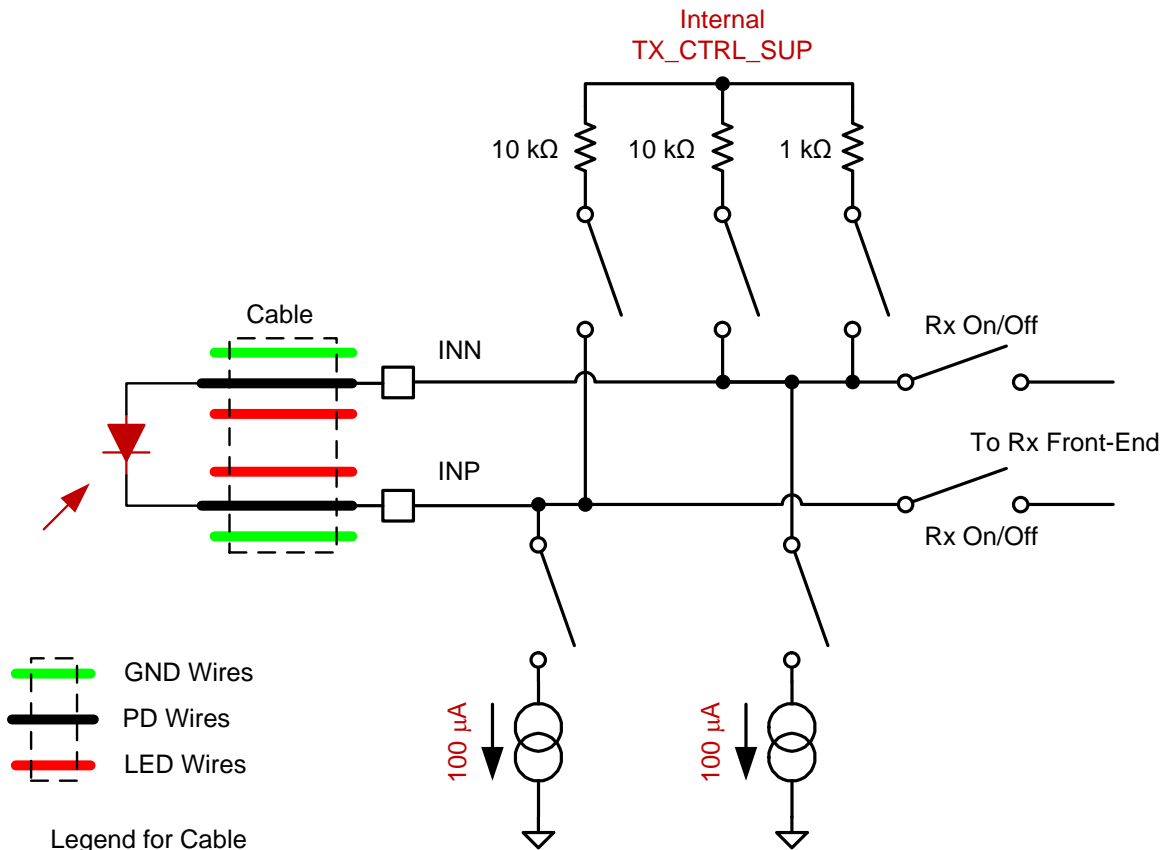 Internal
TX_CTRL_SUP
10 kΩ
10 kΩ
1 kΩ
Cable
Rx On/Off
INN
To Rx Front-End
INP
Rx On/Off
GND Wires
PD Wires
LED Wires
100 µA
100 µA
Legend for Cable